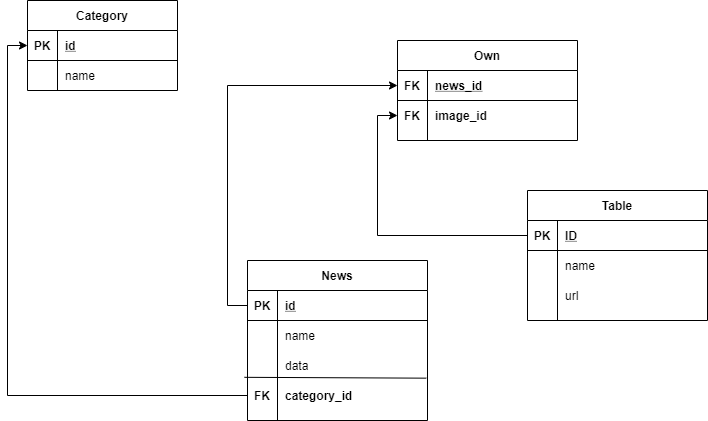 Category
PK id
name
Own
FK news_id
FK image_id
Table
PK ID
name
url
News
PK id
name
data
FK category_id